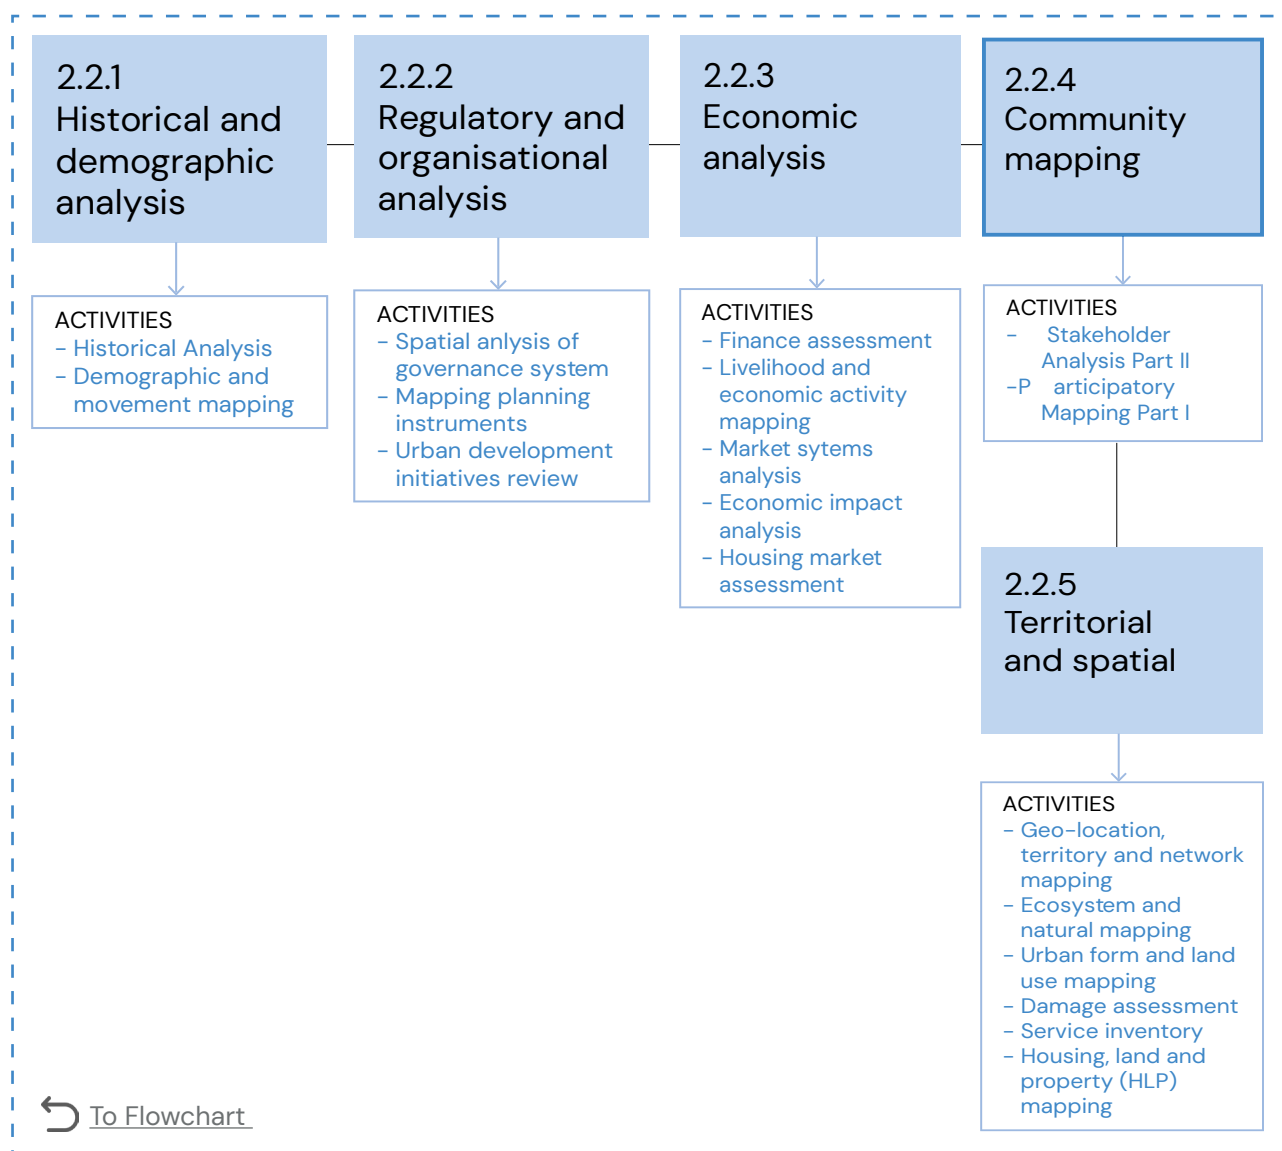 2.2.1
Historical and
demographic
analysis
ACTIVITIES
- Historical Analysis
- Demographic and
movement mapping
2.2.2
Regulatory and
organisational
analysis
ACTIVITIES
- Spatial anlysis of
governance system
- Mapping planning
instruments
- Urban development
initiatives review
2.2.3
Economic
analysis
ACTIVITIES
- Finance assessment
- Livelihood and
economic activity
mapping
- Market sytems
analysis
- Economic impact
analysis
- Housing market
assessment
2.2.4
Community
mapping
ACTIVITIES
- Stakeholder
Analysis Part II
-P articipatory
Mapping Part I
2.2.5
Territorial
and spatial
ACTIVITIES
- Geo-location,
territory and network
mapping
- Ecosystem and
natural mapping
- Urban form and land
use mapping
- Damage assessment
- Service inventory
- Housing, land and
property (HLP)
mapping
To Flowchart